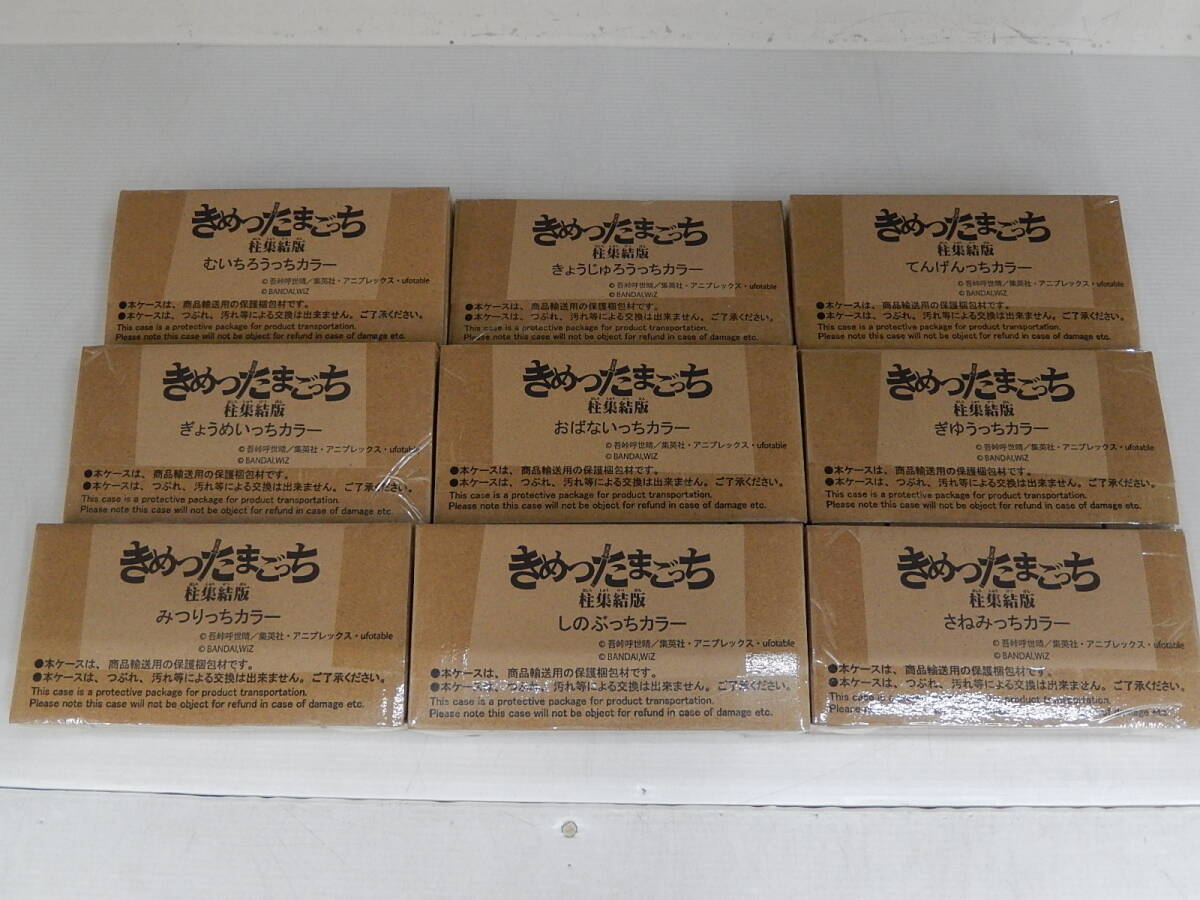 きめつたまごっち
柱集結版
むいちろうっちカラー
©吾峠呼世晴／集英社・アニプレックス・ufotable
©BANDAI,WiZ
●本ケースは、商品輸送用の保護梱包材です。
●本ケースは、つぶれ、汚れ等による交換は出来ません。ご了承ください。
This case is a protective package for product transportation.
Please note this case will not be object for refund in case of damage etc.
きめつたまごっち
柱集結版
きょうじゅろうっちカラー
©吾峠呼世晴／集英社・アニプレックス・ufotable
©BANDAI,WiZ
●本ケースは、商品輸送用の保護梱包材です。
●本ケースは、つぶれ、汚れ等による交換は出来ません。ご了承ください。
This case is a protective package for product transportation.
Please note this case will not be object for refund in case of damage etc.
きめつたまごっち
柱集結版
てんげんっちカラー
©吾峠呼世晴／集英社・アニプレックス・ufotable
©BANDAI,WiZ
●本ケースは、商品輸送用の保護梱包材です。
●本ケースは、つぶれ、汚れ等による交換は出来ません。ご了承ください。
This case is a protective package for product transportation.
Please note this case will not be object for refund in case of damage etc.
きめつたまごっち
柱集結版
ぎょうめいっちカラー
©吾峠呼世晴／集英社・アニプレックス・ufotable
©BANDAI,WiZ
●本ケースは、商品輸送用の保護梱包材です。
●本ケースは、つぶれ、汚れ等による交換は出来ません。ご了承ください。
This case is a protective package for product transportation.
Please note this case will not be object for refund in case of damage etc.
きめつたまごっち
柱集結版
おばないっちカラー
©吾峠呼世晴／集英社・アニプレックス・ufotable
©BANDAI,WiZ
●本ケースは、商品輸送用の保護梱包材です。
●本ケースは、つぶれ、汚れ等による交換は出来ません。ご了承ください。
This case is a protective package for product transportation.
Please note this case will not be object for refund in case of damage etc.
きめつたまごっち
柱集結版
ぎゆうっちカラー
©吾峠呼世晴／集英社・アニプレックス・ufotable
©BANDAI,WiZ
●本ケースは、商品輸送用の保護梱包材です。
●本ケースは、つぶれ、汚れ等による交換は出来ません。ご了承ください。
This case is a protective package for product transportation.
Please note this case will not be object for refund in case of damage etc.
きめつたまごっち
柱集結版
みつりっちカラー
©吾峠呼世晴／集英社・アニプレックス・ufotable
©BANDAI,WiZ
●本ケースは、商品輸送用の保護梱包材です。
●本ケースは、つぶれ、汚れ等による交換は出来ません。ご了承ください。
This case is a protective package for product transportation.
Please note this case will not be object for refund in case of damage etc.
きめつたまごっち
柱集結版
しのぶっちカラー
©吾峠呼世晴／集英社・アニプレックス・ufotable
©BANDAI,WiZ
●本ケースは、商品輸送用の保護梱包材です。
●本ケースは、つぶれ、汚れ等による交換は出来ません。ご了承ください。
This case is a protective package for product transportation.
Please note this case will not be object for refund in case of damage etc.
きめつたまごっち
柱集結版
さねみっちカラー
©吾峠呼世晴／集英社・アニプレックス・ufotable
©BANDAI,WiZ
●本ケースは、商品輸送用の保護梱包材です。
●本ケースは、つぶれ、汚れ等による交換は出来ません。ご了承ください。
This case is a protective package for product transportation.
Please of damage etc.